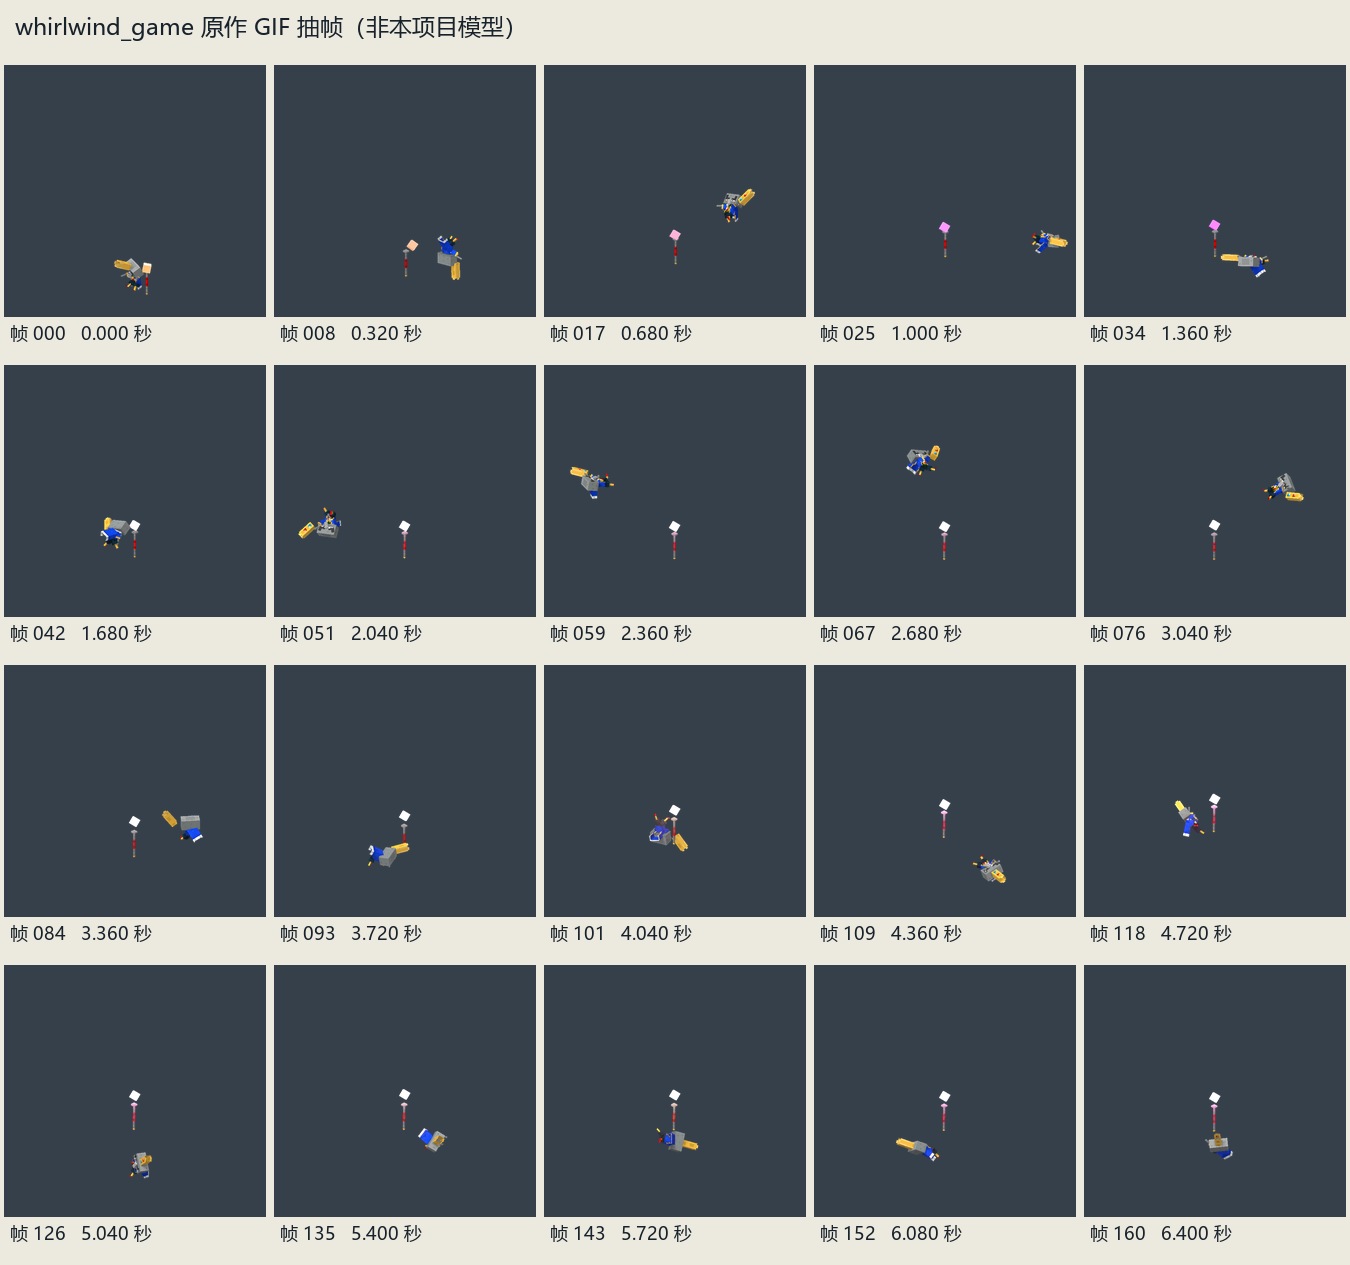 whirlwind_game 原作 GIF 抽帧（非本项目模型）
帧 000 0.000 秒
帧 008 0.320 秒
帧 017 0.680 秒
帧 025 1.000 秒
帧 034 1.360 秒
帧 042 1.680 秒
帧 051 2.040 秒
帧 059 2.360 秒
帧 067 2.680 秒
帧 076 3.040 秒
帧 084 3.360 秒
帧 093 3.720 秒
帧 101 4.040 秒
帧 109 4.360 秒
帧 118 4.720 秒
帧 126 5.040 秒
帧 135 5.400 秒
帧 143 5.720 秒
帧 152 6.080 秒
帧 160 6.400 秒